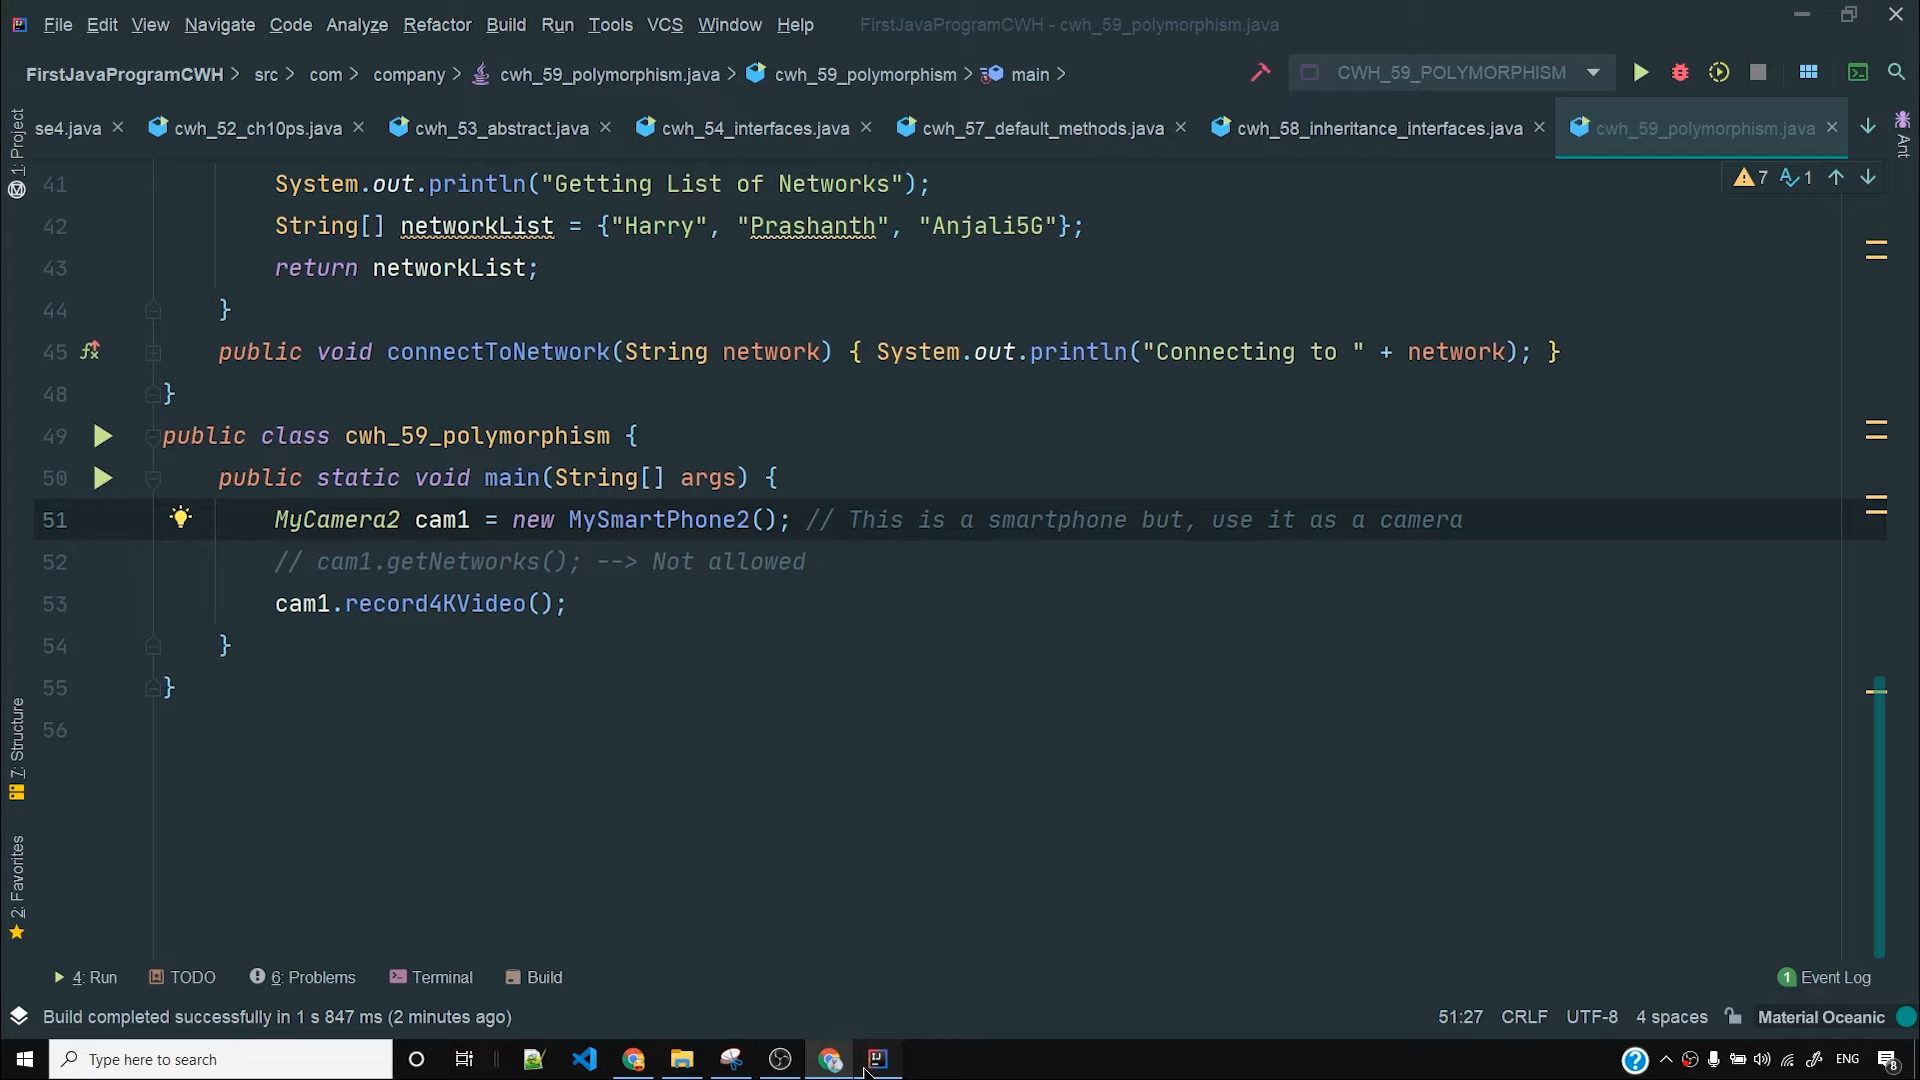 File Edit View Navigate Code Analyze Refactor Build Run Tools VCS Window Help FirstJavaProgramCWH - cwh_59_polymorphism.java
FirstJavaProgramCWH src com company cwh_59_polymorphism.java cwh_59_polymorphism main CWH_59_POLYMORPHISM
se4.java cwh_52_ch10ps.java cwh_53_abstract.java cwh_54_interfaces.java cwh_57_default_methods.java cwh_58_inheritance_interfaces.java cwh_59_polymorphism.java
1: Project
Ant
7 1
41 System.out.println("Getting List of Networks");
42 String[] networkList = {"Harry", "Prashanth", "Anjali5G"};
43 return networkList;
44 }
45 public void connectToNetwork(String network) { System.out.println("Connecting to " + network); }
48 }
49 public class cwh_59_polymorphism {
50 public static void main(String[] args) {
51 MyCamera2 cam1 = new MySmartPhone2(); // This is a smartphone but, use it as a camera
52 // cam1.getNetworks(); --> Not allowed
53 cam1.record4KVideo();
54 }
55 }
56
7: Structure
2: Favorites
4: Run TODO 6: Problems Terminal Build 1 Event Log
Build completed successfully in 1 s 847 ms (2 minutes ago) 51:27 CRLF UTF-8 4 spaces Material Oceanic
Type here to search ENG 8